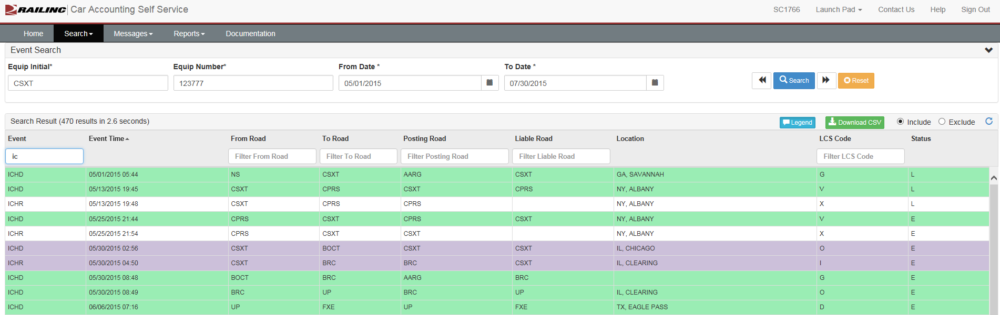 RAILINC Car Accounting Self Service SC1766 Launch Pad Contact Us Help Sign Out
Home Search Messages Reports Documentation
Event Search
Equip Initial* Equip Number* From Date * To Date *
CSXT 123777 05/01/2015 07/30/2015 Search Reset
Search Result (470 results in 2.6 seconds) Legend Download CSV Include Exclude
Event Event Time From Road To Road Posting Road Liable Road Location LCS Code Status
ic Filter From Road Filter To Road Filter Posting Road Filter Liable Road Filter LCS Code
ICHD 05/01/2015 05:44 NS CSXT AARG CSXT GA, SAVANNAH G L
ICHD 05/13/2015 19:45 CSXT CPRS CSXT CPRS NY, ALBANY V L
ICHR 05/13/2015 19:48 CSXT CPRS CPRS NY, ALBANY X L
ICHD 05/25/2015 21:44 CPRS CSXT CPRS CSXT NY, ALBANY V E
ICHR 05/25/2015 21:54 CPRS CSXT CSXT NY, ALBANY X E
ICHD 05/30/2015 02:56 CSXT BOCT CSXT CSXT IL, CHICAGO O E
ICHR 05/30/2015 04:50 CSXT BRC BRC CSXT IL, CLEARING I E
ICHD 05/30/2015 08:48 BOCT BRC AARG BRC G E
ICHD 05/30/2015 08:49 BRC UP BRC UP IL, CLEARING O E
ICHD 06/06/2015 07:16 UP FXE UP FXE TX, EAGLE PASS D E